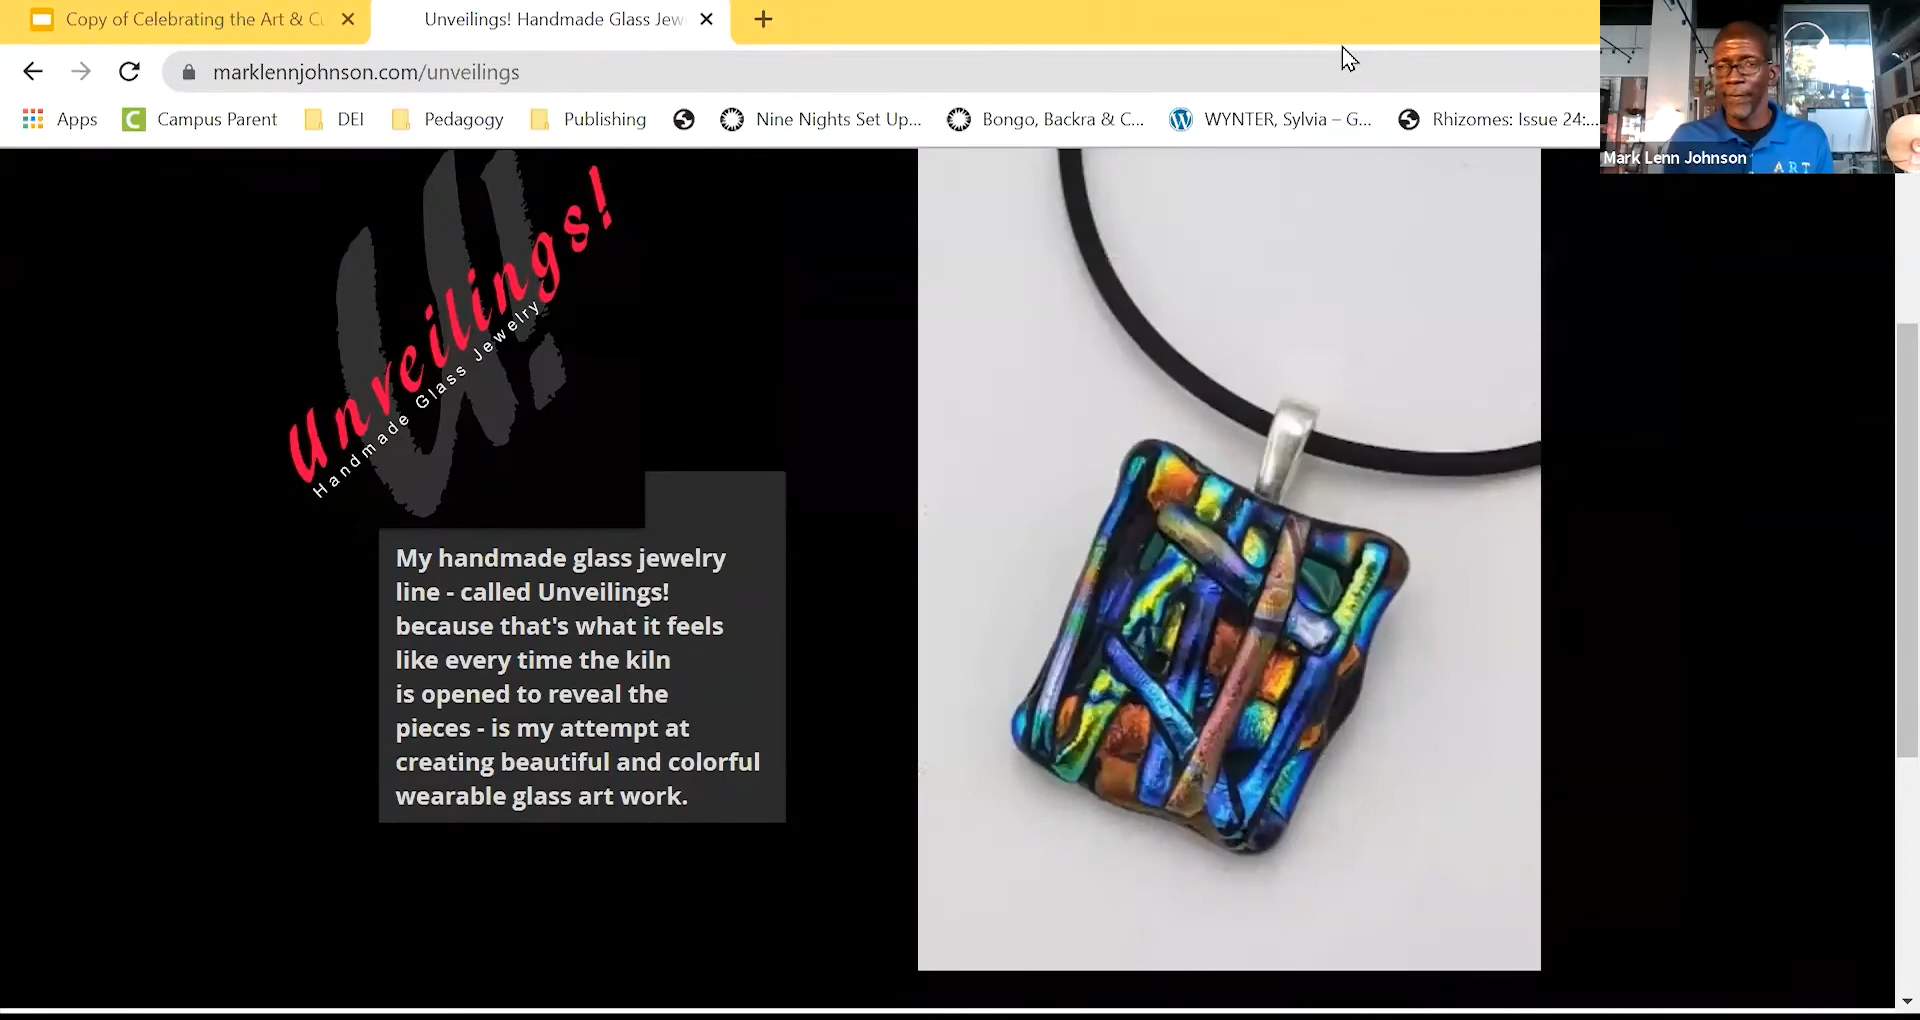 Copy of Celebrating the Art & Cu
Unveilings! Handmade Glass Jew
marklennjohnson.com/unveilings
Apps
Campus Parent
DEI
Pedagogy
Publishing
Nine Nights Set Up...
Bongo, Backra & C...
WYNTER, Sylvia – G...
Rhizomes: Issue 24:...
ART
Mark Lenn Johnson
Unveilings!
Handmade Glass Jewelry
My handmade glass jewelry
line - called Unveilings!
because that's what it feels
like every time the kiln
is opened to reveal the
pieces - is my attempt at
creating beautiful and colorful
wearable glass art work.